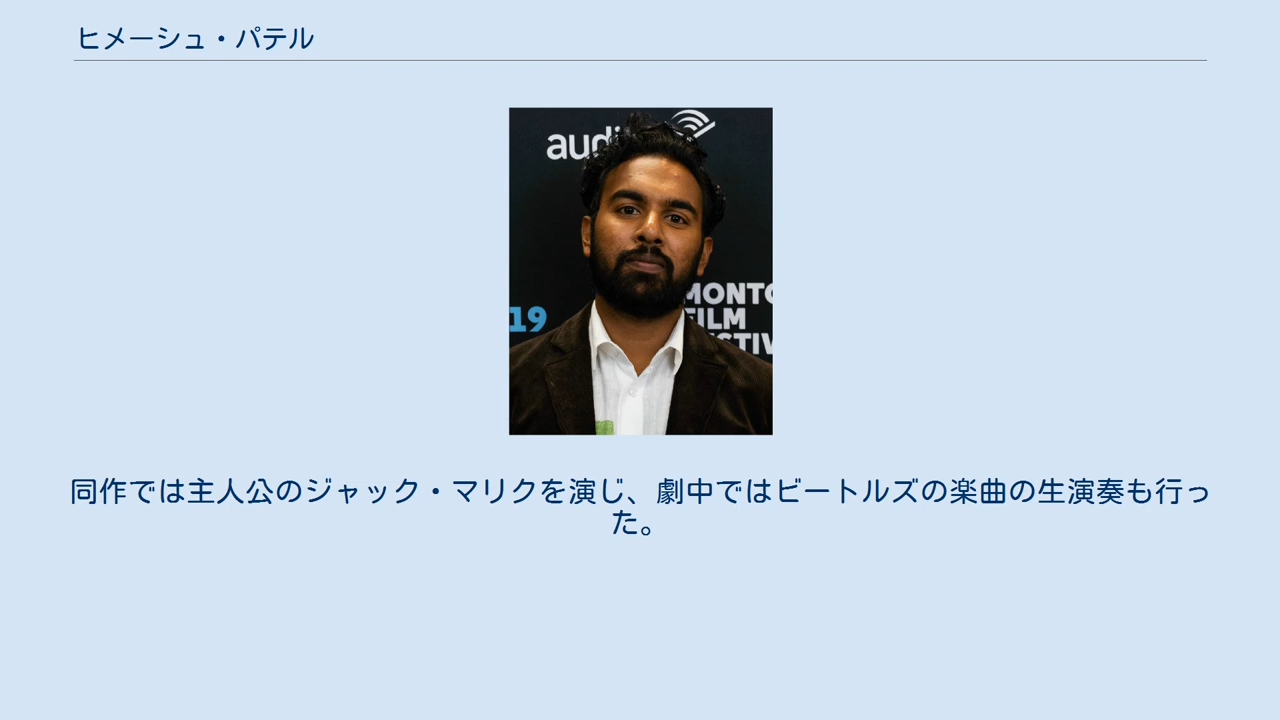 ヒメーシュ・パテル
audi
19
MONTO
FILM
STIV
同作では主人公のジャック・マリクを演じ、劇中ではビートルズの楽曲の生演奏も行っ
た。